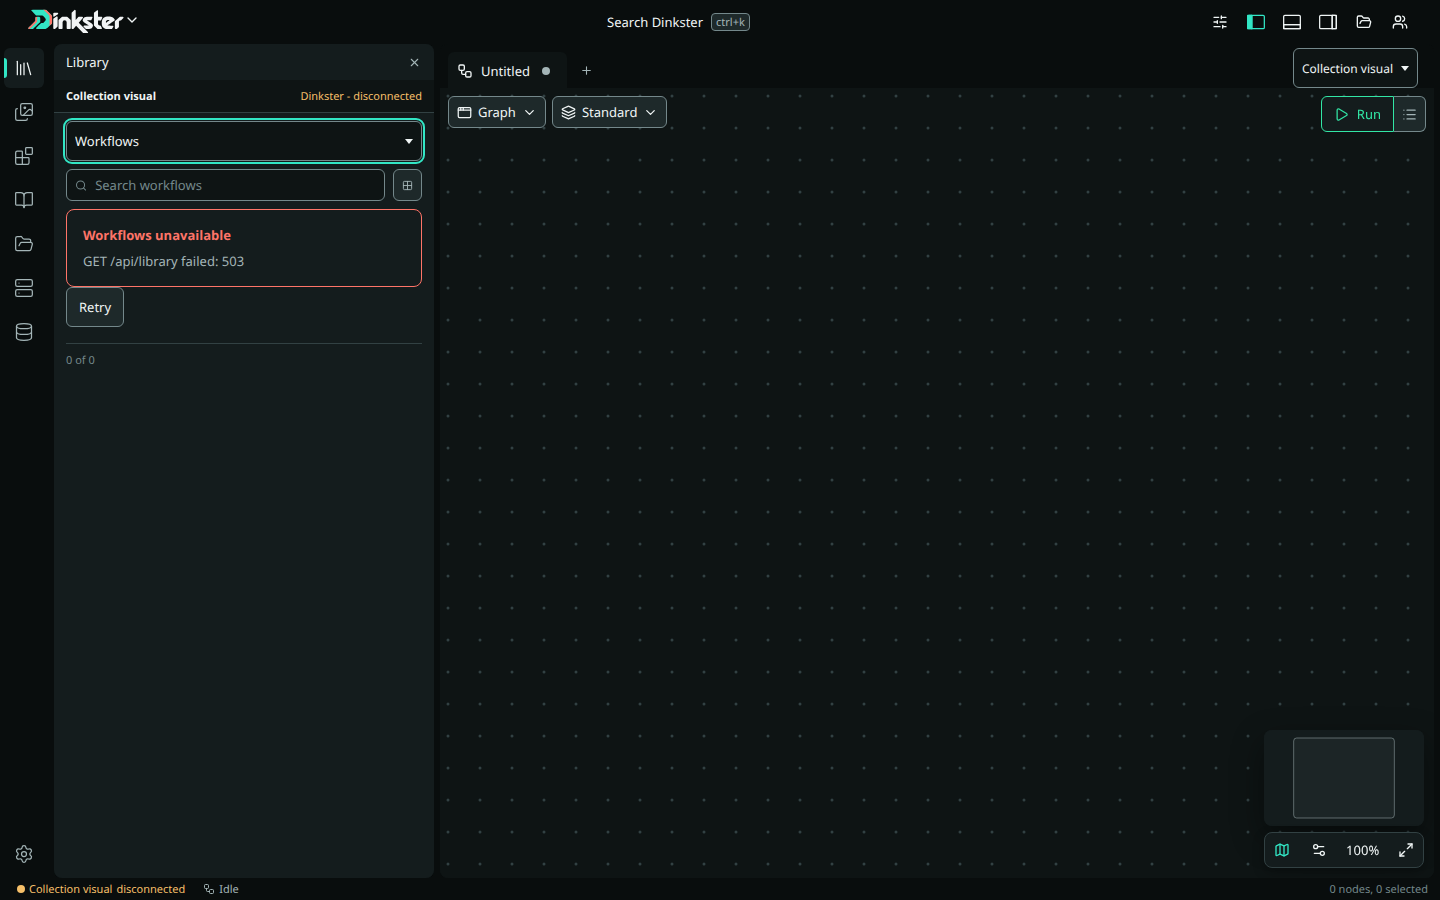 Dinkster
Search Dinkster ctrl+k
Library
Collection visual Dinkster - disconnected
Workflows
Search workflows
Workflows unavailable
GET /api/library failed: 503
Retry
0 of 0
Untitled
Collection visual
Graph
Standard
Run
100%
Collection visual disconnected
Idle
0 nodes, 0 selected